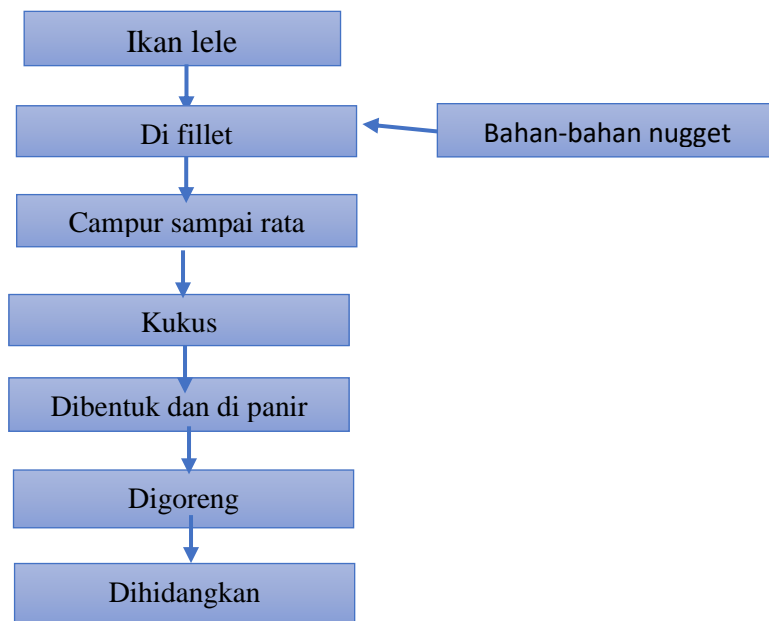 Ikan lele
Di fillet
Bahan-bahan nugget
Campur sampai rata
Kukus
Dibentuk dan di panir
Digoreng
Dihidangkan